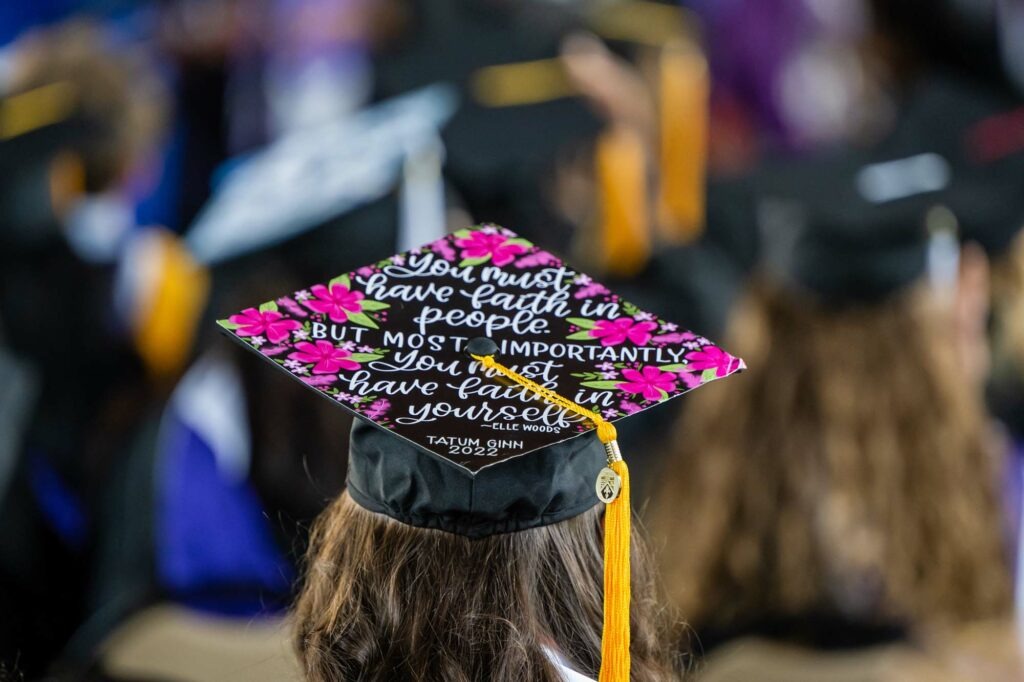 You must
have faith in
people.
BUT MOST IMPORTANTLY,
You must
have faith in
yourself.
~ELLE WOODS
TATUM GINN
2022